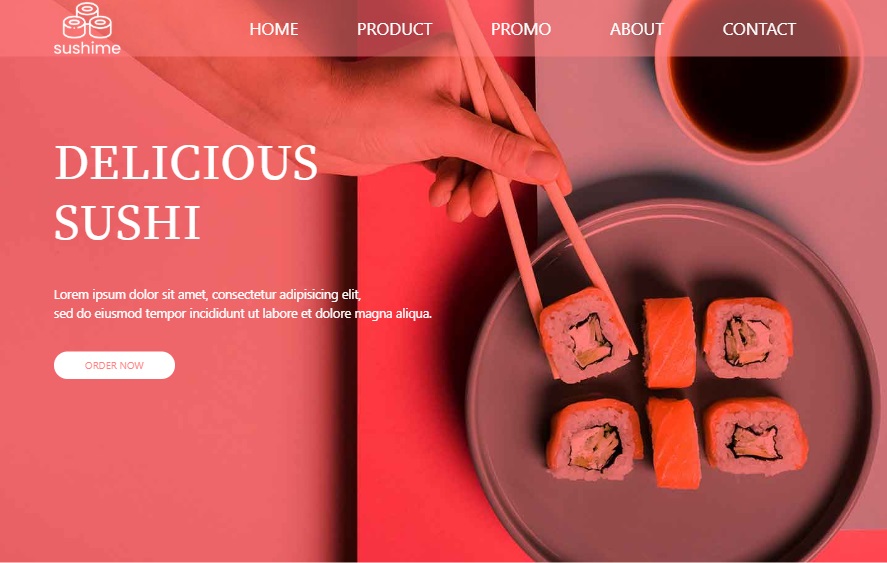 sushime
HOME PRODUCT PROMO ABOUT CONTACT
DELICIOUS
SUSHI
Lorem ipsum dolor sit amet, consectetur adipisicing elit,
sed do eiusmod tempor incididunt ut labore et dolore magna aliqua.
ORDER NOW